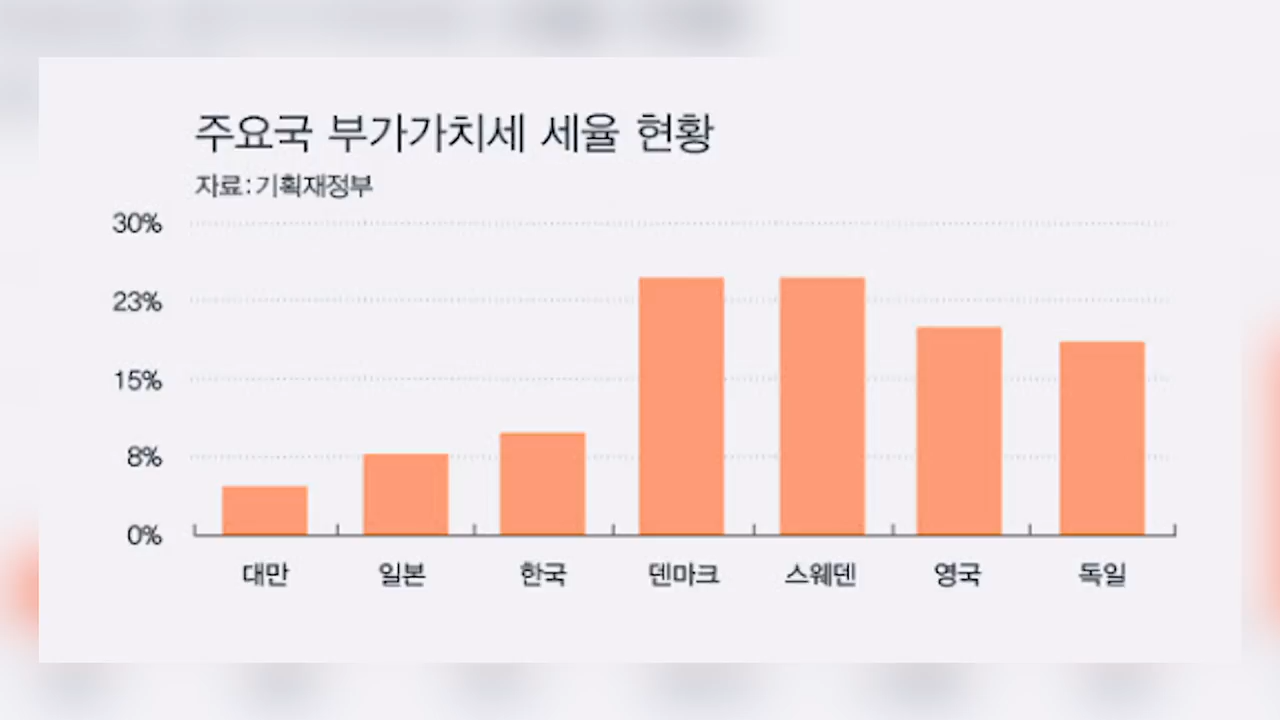 주요국 부가가치세 세율 현황
자료:기획재정부
30%
23%
15%
8%
0%
대만 일본 한국 덴마크 스웨덴 영국 독일